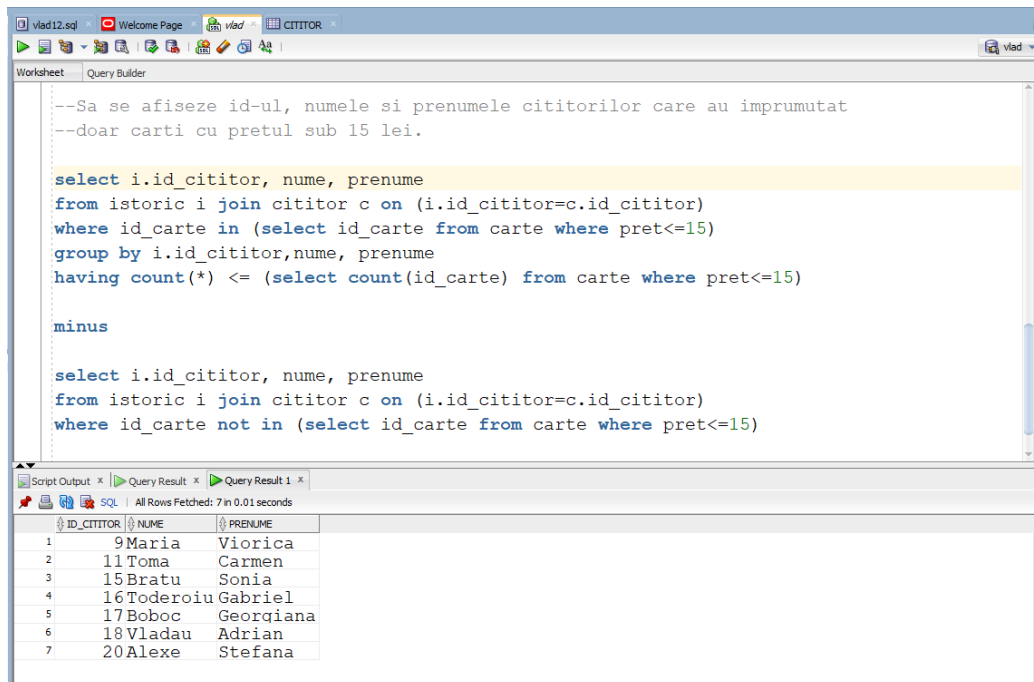 vlad12.sql Welcome Page vlad CITITOR
vlad
Worksheet Query Builder
--Sa se afiseze id-ul, numele si prenumele cititorilor care au imprumutat
--doar carti cu pretul sub 15 lei.
select i.id_cititor, nume, prenume
from istoric i join cititor c on (i.id_cititor=c.id_cititor)
where id_carte in (select id_carte from carte where pret<=15)
group by i.id_cititor,nume, prenume
having count(*) <= (select count(id_carte) from carte where pret<=15)
minus
select i.id_cititor, nume, prenume
from istoric i join cititor c on (i.id_cititor=c.id_cititor)
where id_carte not in (select id_carte from carte where pret<=15)
Script Output x Query Result x Query Result 1 x
SQL | All Rows Fetched: 7 in 0.01 seconds
ID_CITITOR NUME PRENUME
1 9 Maria Viorica
2 11 Toma Carmen
3 15 Bratu Sonia
4 16 Toderoiu Gabriel
5 17 Boboc Georgiana
6 18 Vladau Adrian
7 20 Alexe Stefana